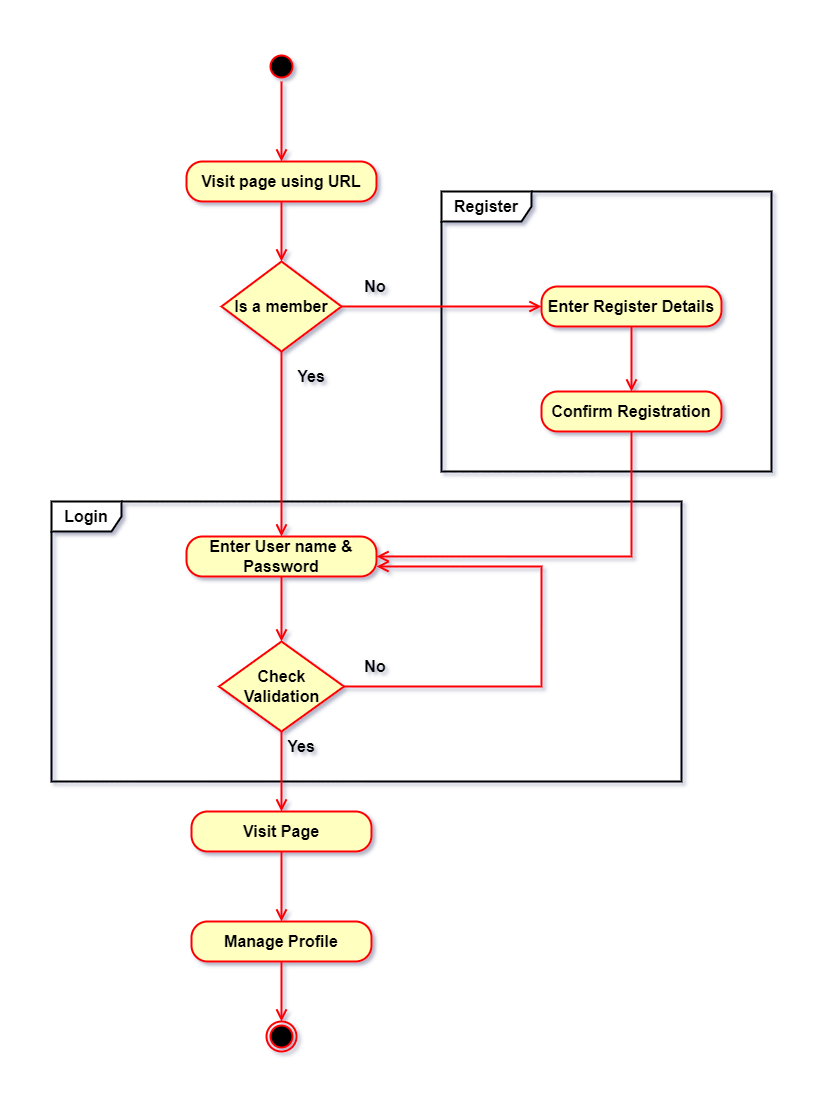 Visit page using URL
Register
No
Is a member
Enter Register Details
Yes
Confirm Registration
Login
Enter User name &
Password
No
Check
Validation
Yes
Visit Page
Manage Profile